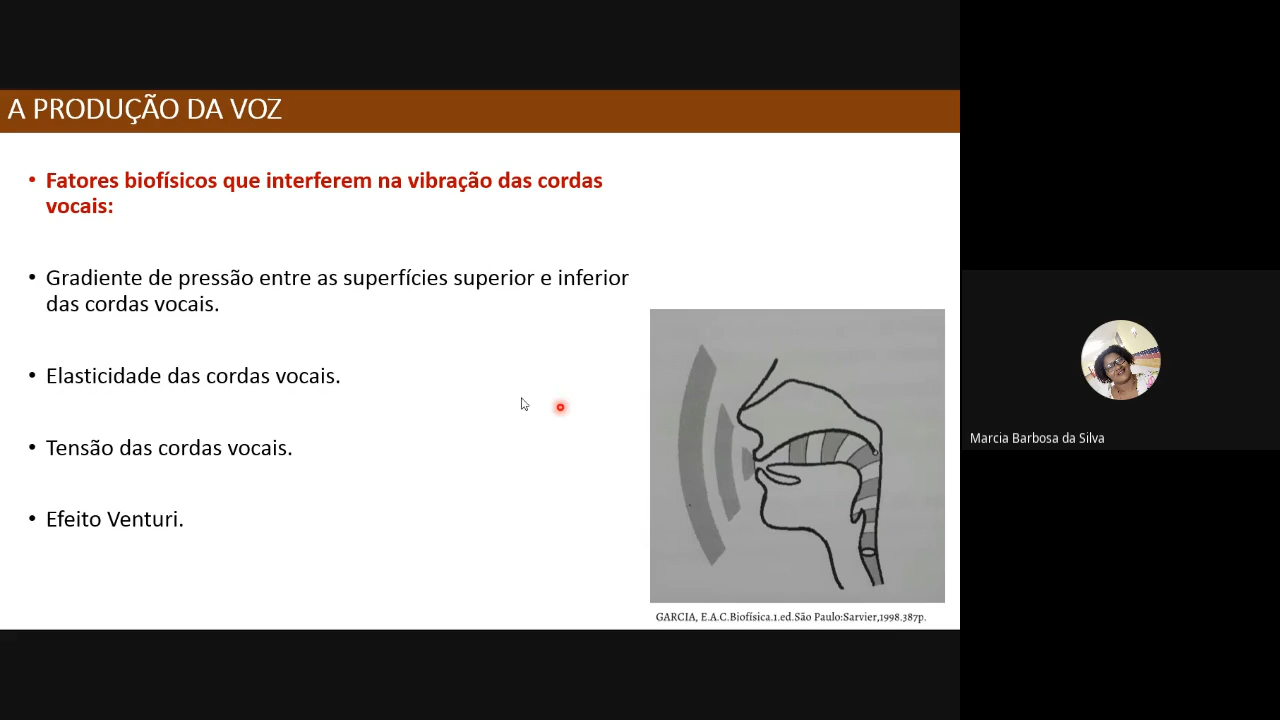 A PRODUÇÃO DA VOZ
• Fatores biofísicos que interferem na vibração das cordas
vocais:
• Gradiente de pressão entre as superfícies superior e inferior
das cordas vocais.
• Elasticidade das cordas vocais.
• Tensão das cordas vocais.
• Efeito Venturi.
GARCIA, E.A.C.Biofísica.1.ed.São Paulo:Sarvier,1998.387p.
Marcia Barbosa da Silva